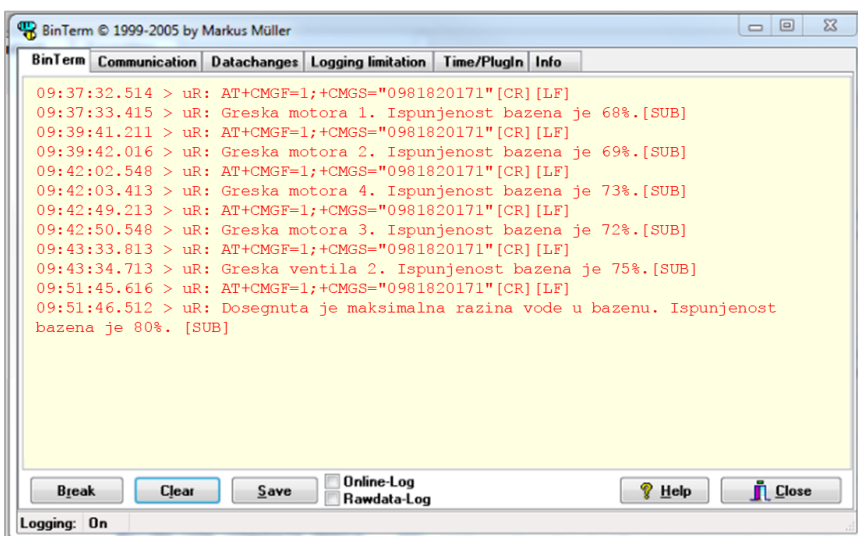 BinTerm © 1999-2005 by Markus Müller
BinTerm Communication Datachanges Logging limitation Time/PlugIn Info
09:37:32.514 > uR: AT+CMGF=1;+CMGS="0981820171"[CR][LF]
09:37:33.415 > uR: Greska motora 1. Ispunjenost bazena je 68%.[SUB]
09:39:41.211 > uR: AT+CMGF=1;+CMGS="0981820171"[CR][LF]
09:39:42.016 > uR: Greska motora 2. Ispunjenost bazena je 69%.[SUB]
09:42:02.548 > uR: AT+CMGF=1;+CMGS="0981820171"[CR][LF]
09:42:03.413 > uR: Greska motora 4. Ispunjenost bazena je 73%.[SUB]
09:42:49.213 > uR: AT+CMGF=1;+CMGS="0981820171"[CR][LF]
09:42:50.548 > uR: Greska motora 3. Ispunjenost bazena je 72%.[SUB]
09:43:33.813 > uR: AT+CMGF=1;+CMGS="0981820171"[CR][LF]
09:43:34.713 > uR: Greska ventila 2. Ispunjenost bazena je 75%.[SUB]
09:51:45.616 > uR: AT+CMGF=1;+CMGS="0981820171"[CR][LF]
09:51:46.512 > uR: Dosegnuta je maksimalna razina vode u bazenu. Ispunjenost
bazena je 80%. [SUB]
Break Clear Save Online-Log Help Close
Rawdata-Log
Logging: On